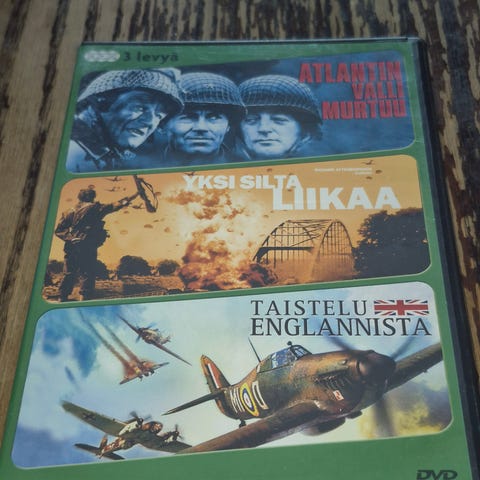 3 levyä
ATLANTIN
VALLI
MURTUU
YKSI SILTA
LIIKAA
TAISTELU
ENGLANNISTA
DVD